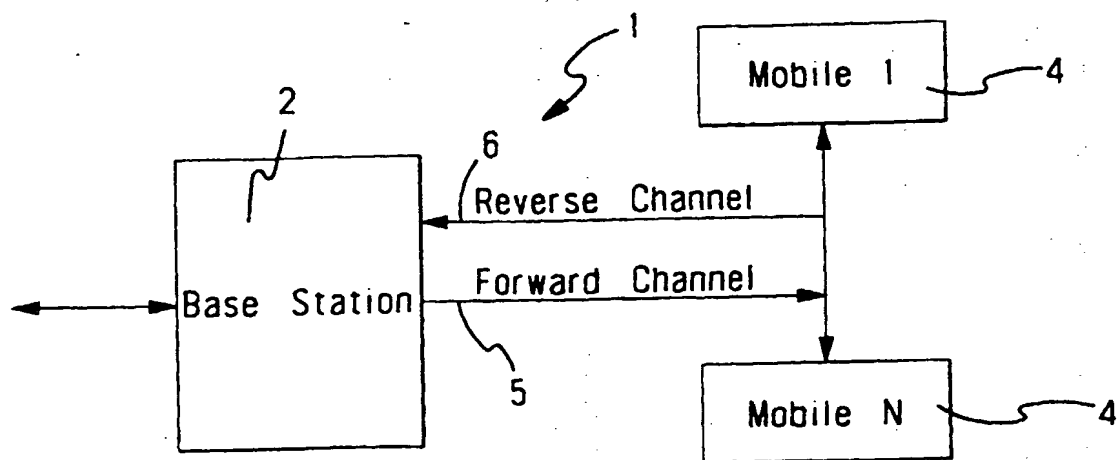 1
Mobile 1
4
2
6
Reverse Channel
Forward Channel
Base Station
5
Mobile N
4